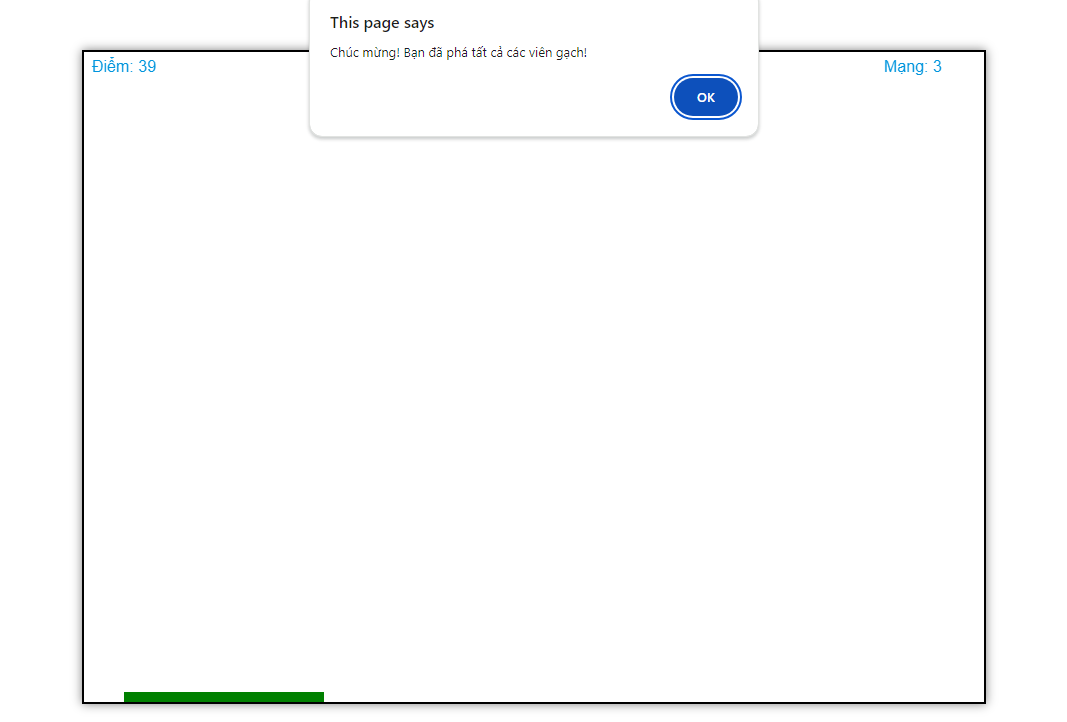 This page says
Chúc mừng! Bạn đã phá tất cả các viên gạch!
OK
Điểm: 39
Mạng: 3